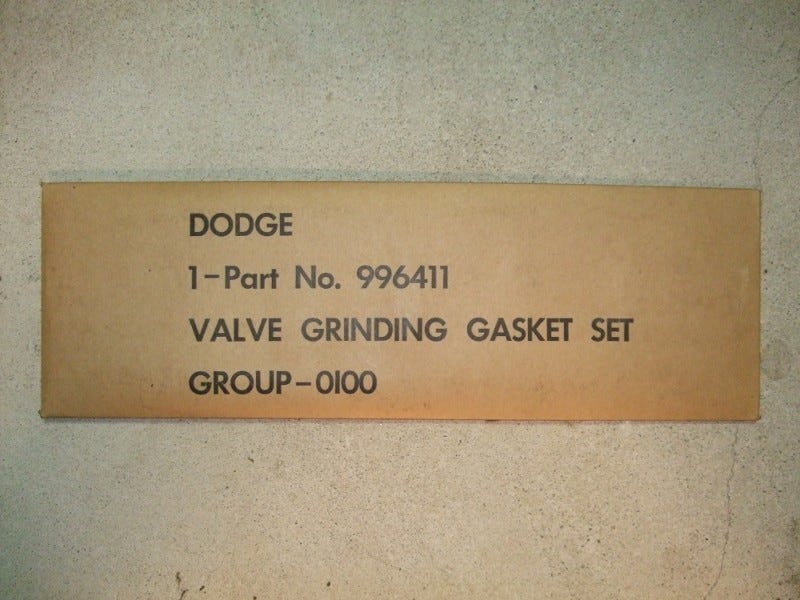 DODGE
1-Part No. 996411
VALVE GRINDING GASKET SET
GROUP-0100